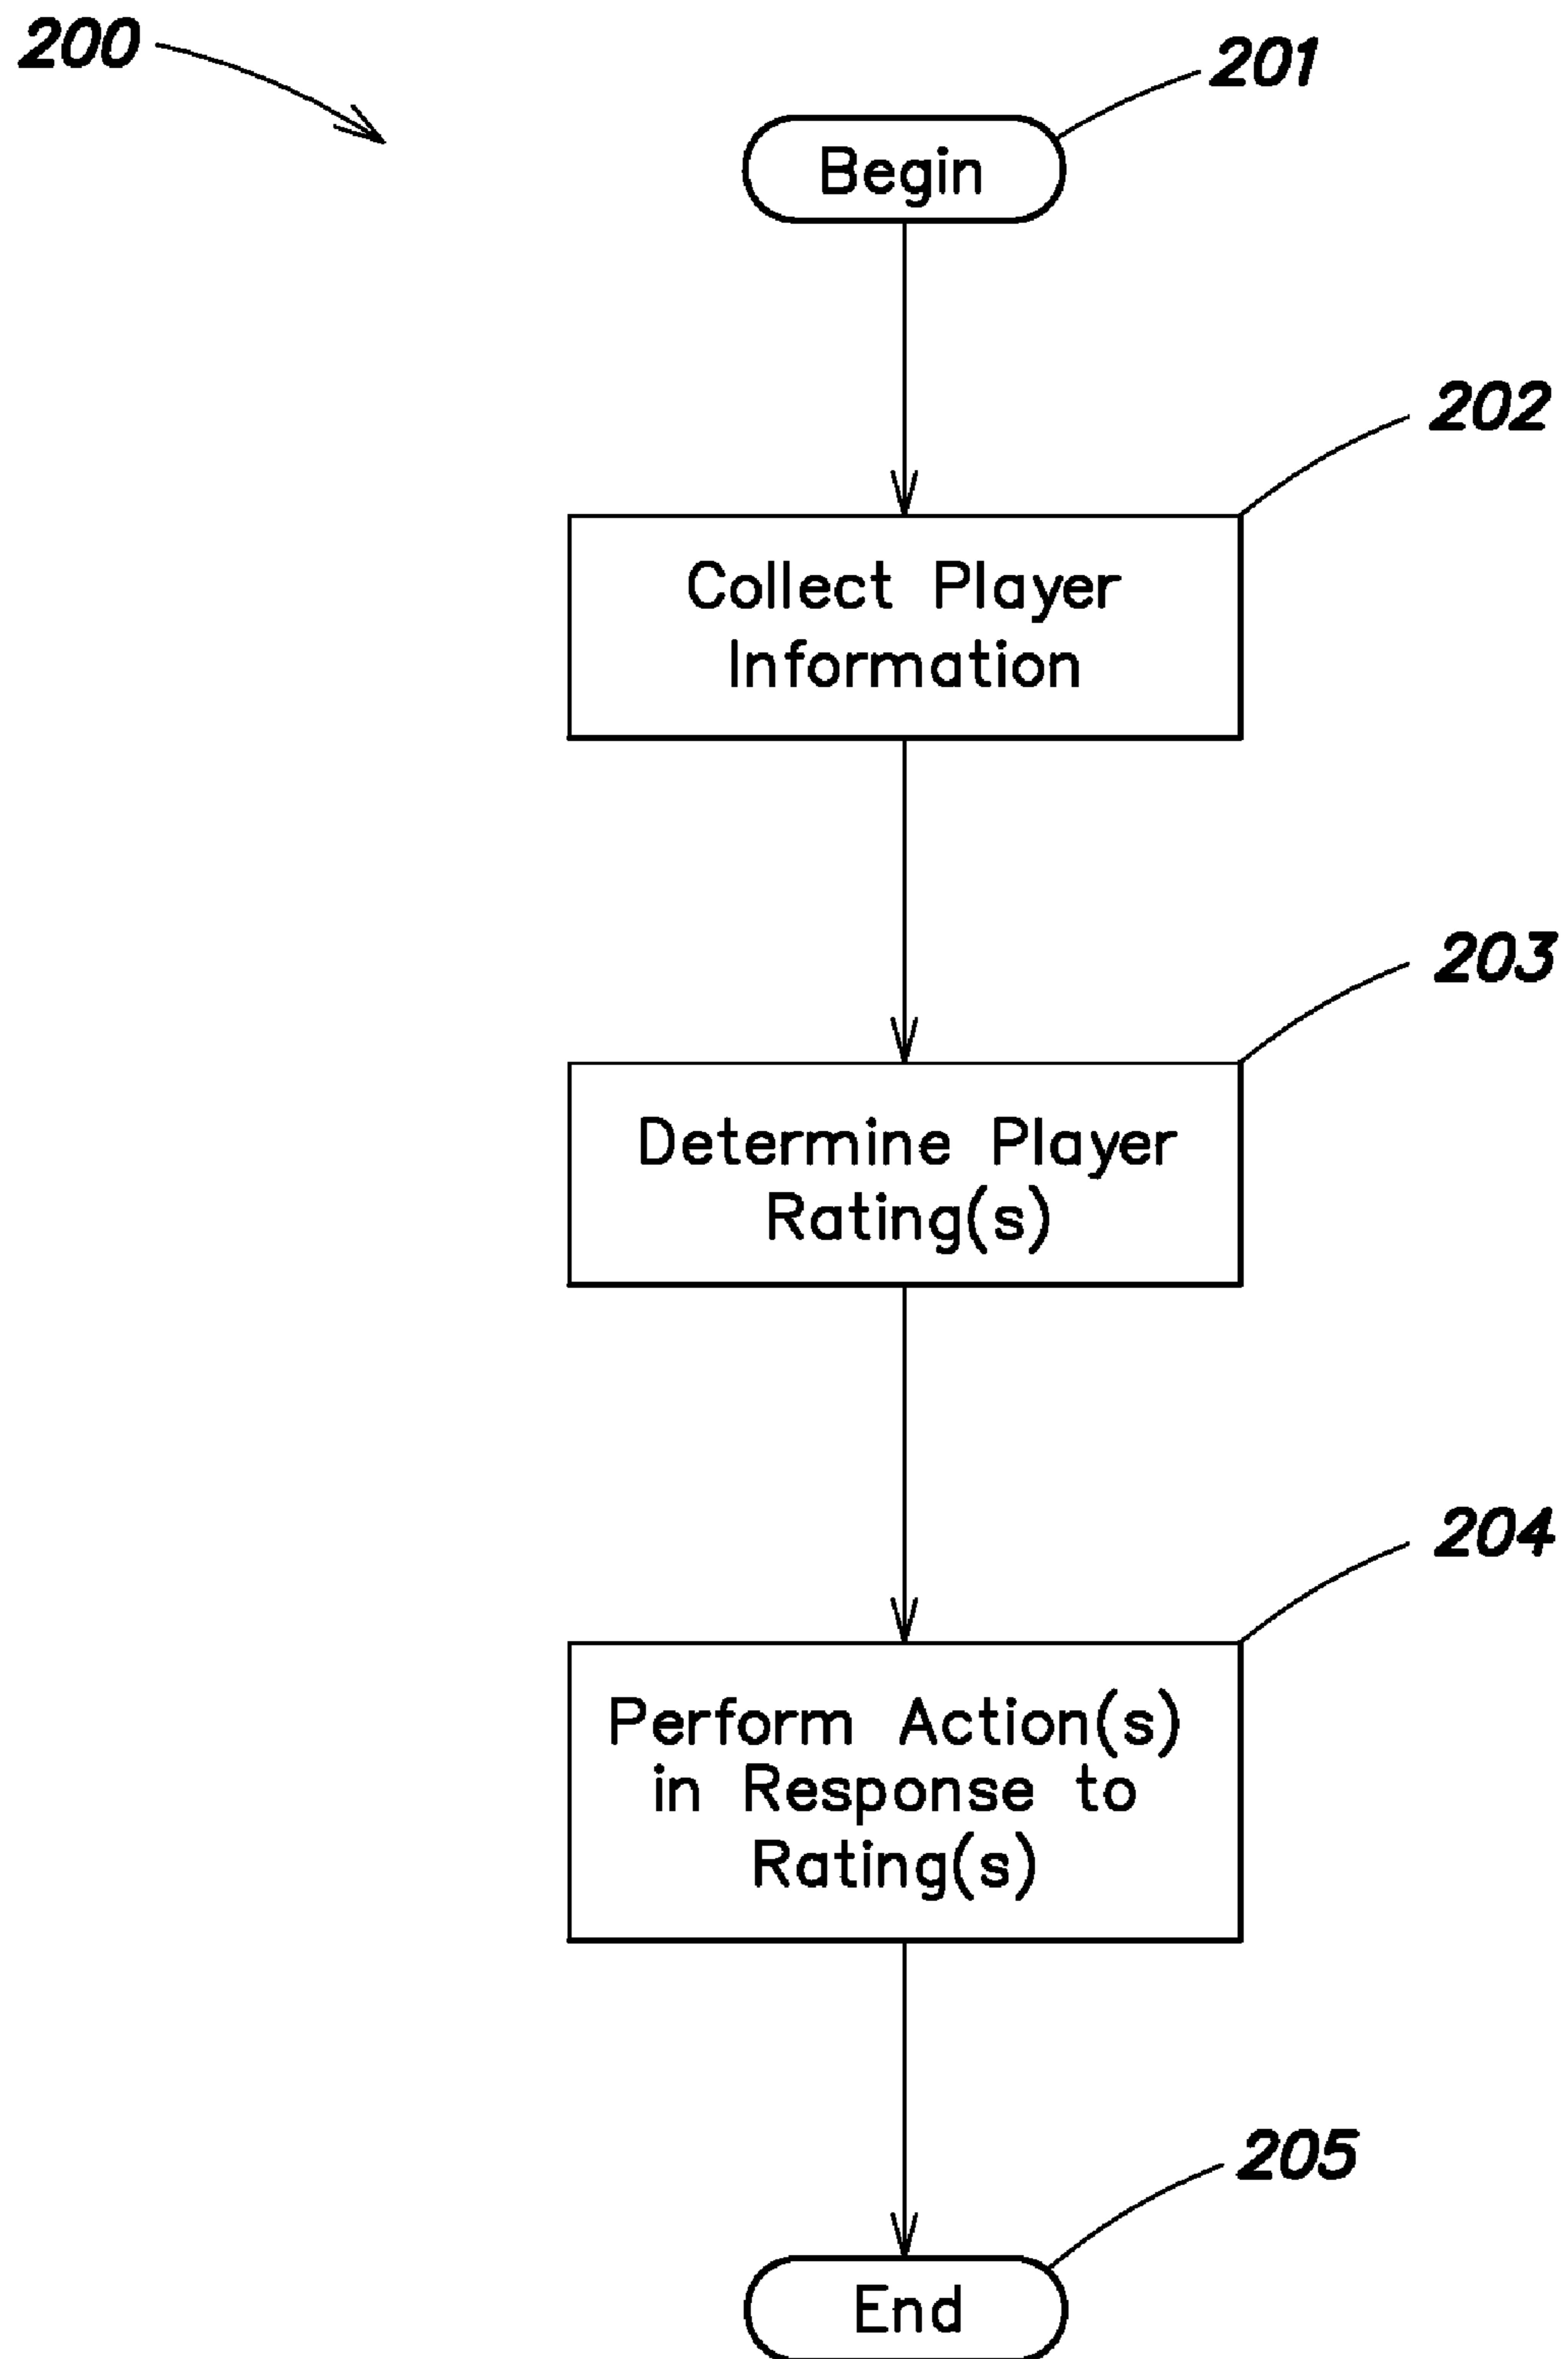 200
201
Begin
202
Collect Player
Information
203
Determine Player
Rating(s)
204
Perform Action(s)
in Response to
Rating(s)
205
End